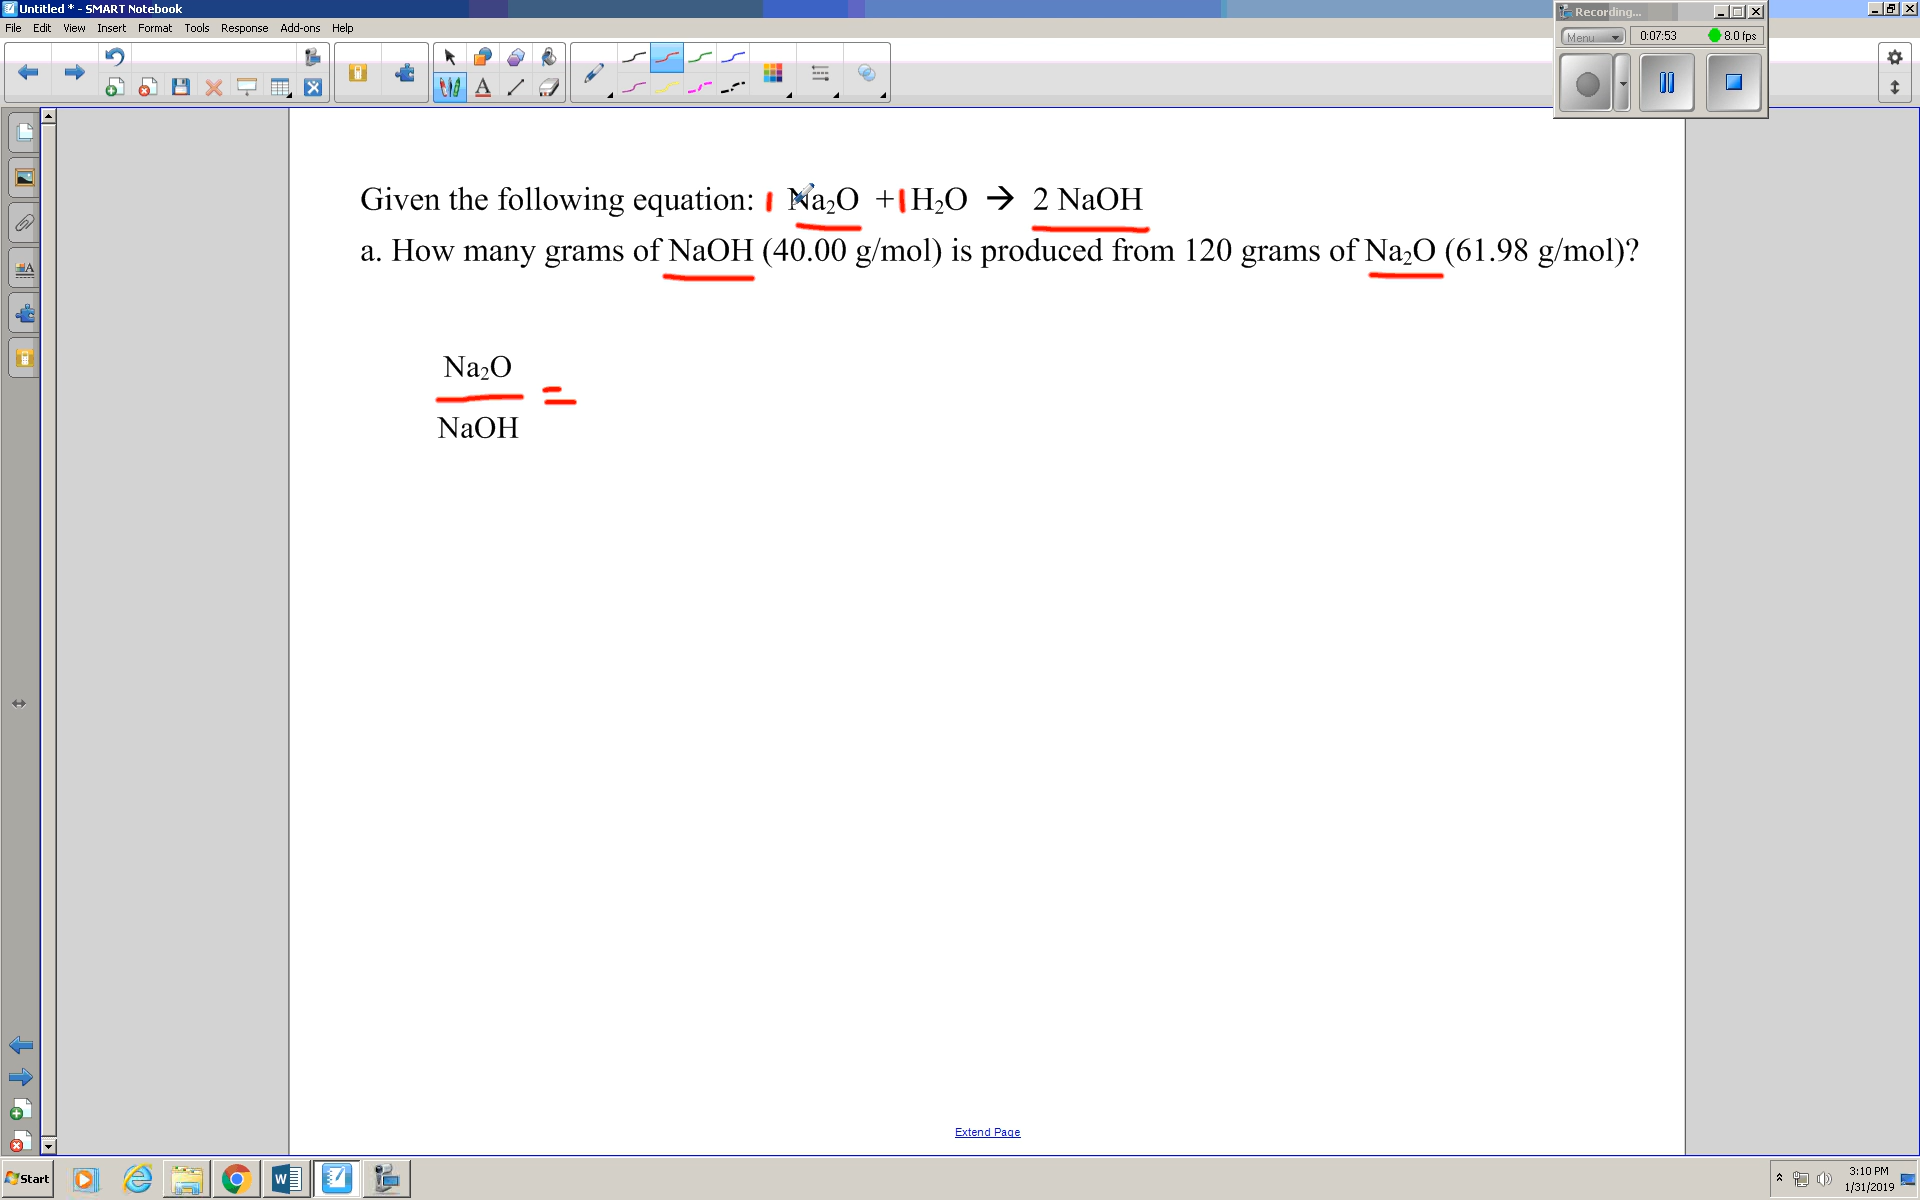 Untitled * - SMART Notebook
Recording...
File Edit View Insert Format Tools Response Add-ons Help
Menu 0:07:53 8.0 fps
Given the following equation: 1 Na₂O + 1 H₂O → 2 NaOH
a. How many grams of NaOH (40.00 g/mol) is produced from 120 grams of Na₂O (61.98 g/mol)?
Na₂O
=
NaOH
Extend Page
Start
3:10 PM
1/31/2019